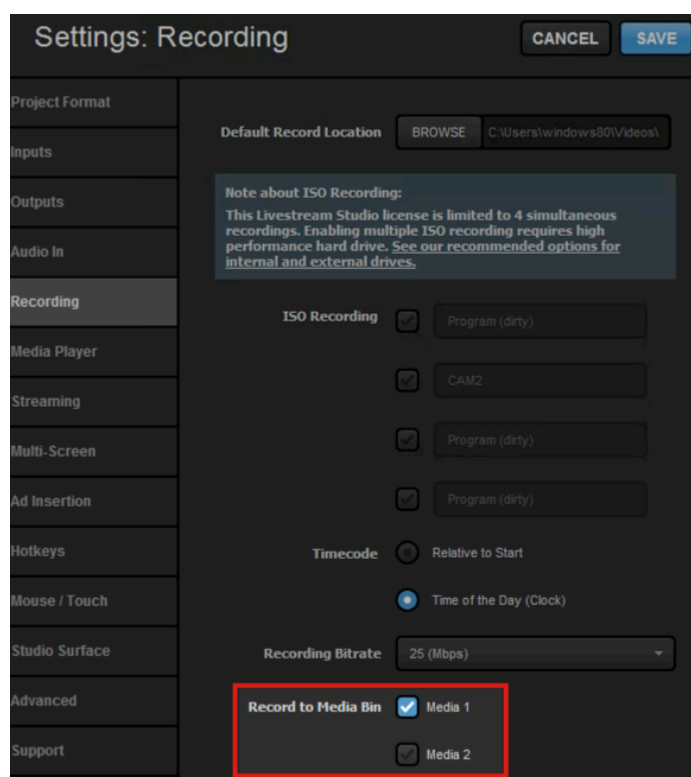 Settings: Recording
CANCEL
SAVE
Project Format
Inputs
Outputs
Audio In
Recording
Media Player
Streaming
Multi-Screen
Ad Insertion
Hotkeys
Mouse / Touch
Studio Surface
Advanced
Support
Default Record Location
BROWSE
C:\Users\windows80\Videos\
Note about ISO Recording:
This Livestream Studio license is limited to 4 simultaneous
recordings. Enabling multiple ISO recording requires high
performance hard drive. See our recommended options for
internal and external drives.
ISO Recording
Program (dirty)
CAM2
Program (dirty)
Program (dirty)
Timecode
Relative to Start
Time of the Day (Clock)
Recording Bitrate
25 (Mbps)
Record to Media Bin
Media 1
Media 2